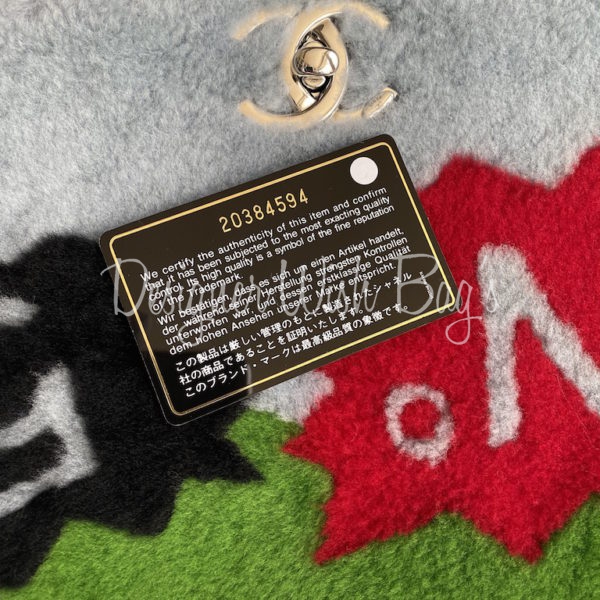 20384594
We certify the authenticity of this item and confirm
that it has been subjected to the most exacting quality
control. Its high quality is a symbol of the fine reputation
of the Trademark.
Wir bestätigen, dass es sich um einen Artikel handelt,
der während seiner Herstellung strengsten Kontrollen
unterworfen war, und dessen erstklassige Qualität
dem hohen Ansehen unserer Marke entspricht.
この製品は厳しい管理のもとで製造されたシャネル
社の商品であることを証明いたします。
このブランド・マークは最高級品質の象徴です。
Designer Wish Bags